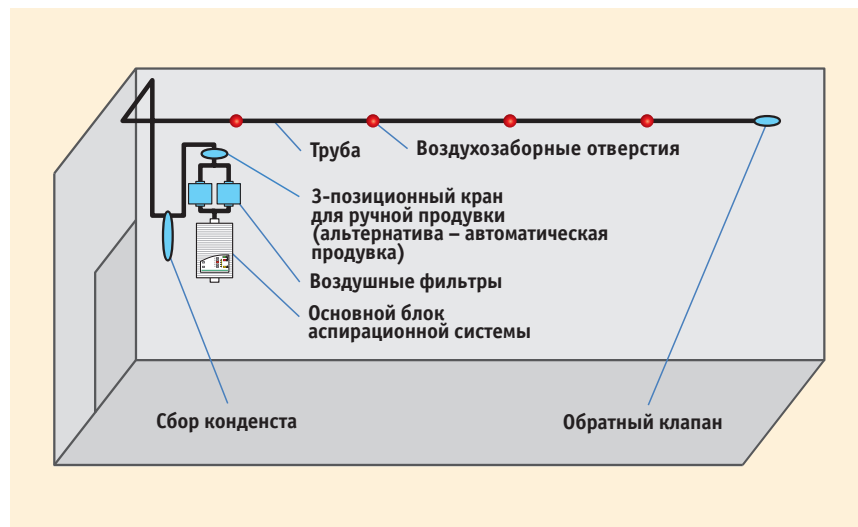 Труба
Воздухозаборные отверстия
3-позиционный кран
для ручной продувки
(альтернатива – автоматическая
продувка)
Воздушные фильтры
Основной блок
аспирационной системы
Сбор конденста
Обратный клапан